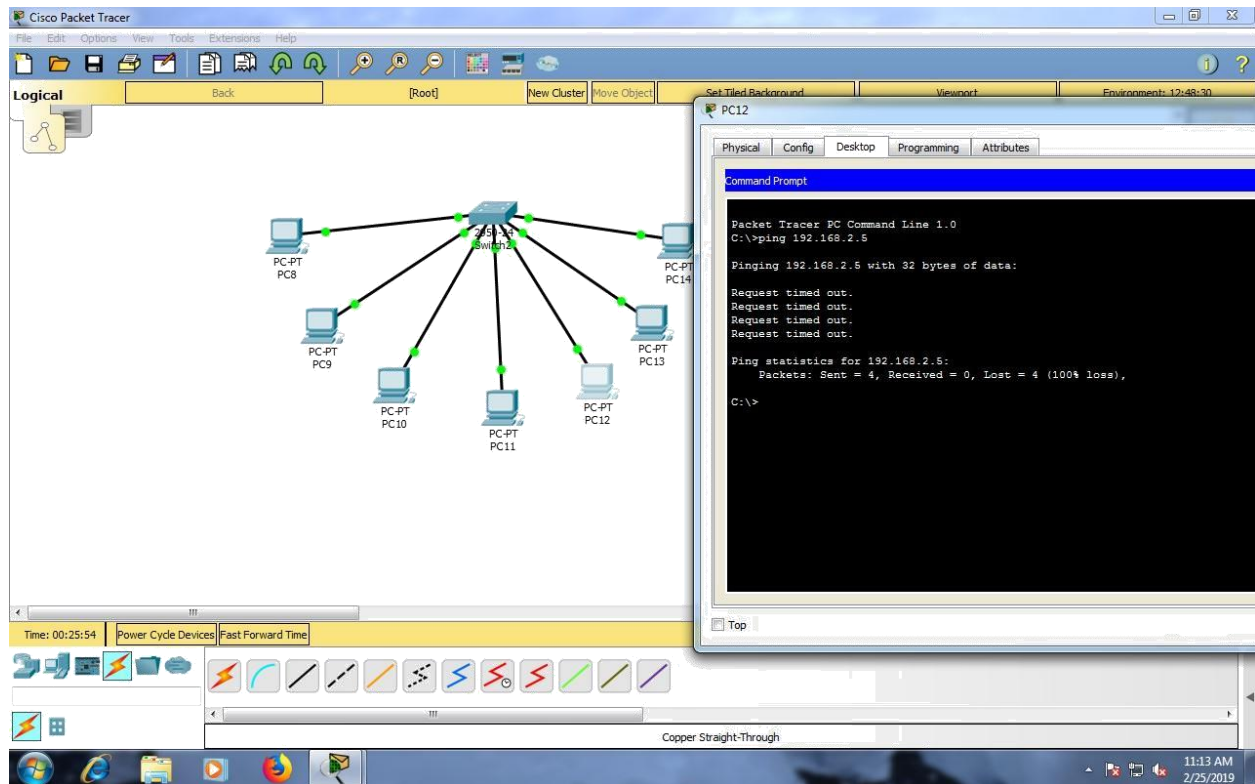 Cisco Packet Tracer
File Edit Options View Tools Extensions Help
Logical
Back
[Root]
New Cluster
Move Object
Set Tiled Background
Viewport
Environment: 12:48:30
PC12
Physical
Config
Desktop
Programming
Attributes
Command Prompt
Packet Tracer PC Command Line 1.0
C:\>ping 192.168.2.5
Pinging 192.168.2.5 with 32 bytes of data:
Request timed out.
Request timed out.
Request timed out.
Request timed out.
Ping statistics for 192.168.2.5:
Packets: Sent = 4, Received = 0, Lost = 4 (100% loss),
C:\>
Top
2950-24
Switch2
PC-PT
PC8
PC-PT
PC9
PC-PT
PC10
PC-PT
PC11
PC-PT
PC12
PC-PT
PC13
PC-PT
PC14
Time: 00:25:54
Power Cycle Devices
Fast Forward Time
Copper Straight-Through
11:13 AM
2/25/2019